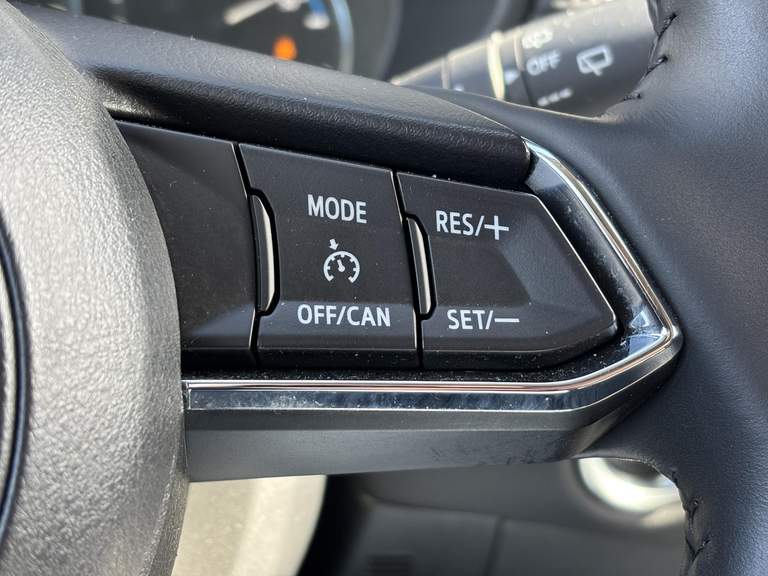 OFF
MODE
RES/+
OFF/CAN
SET/—